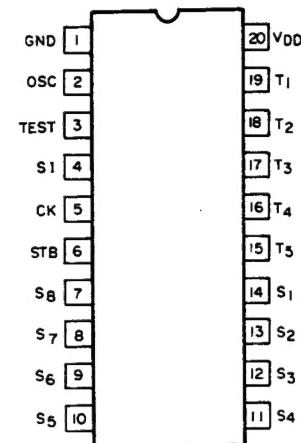 GND 1 20 VDD
OSC 2 19 T1
TEST 3 18 T2
SI 4 17 T3
CK 5 16 T4
STB 6 15 T5
S8 7 14 S1
S7 8 13 S2
S6 9 12 S3
S5 10 11 S4